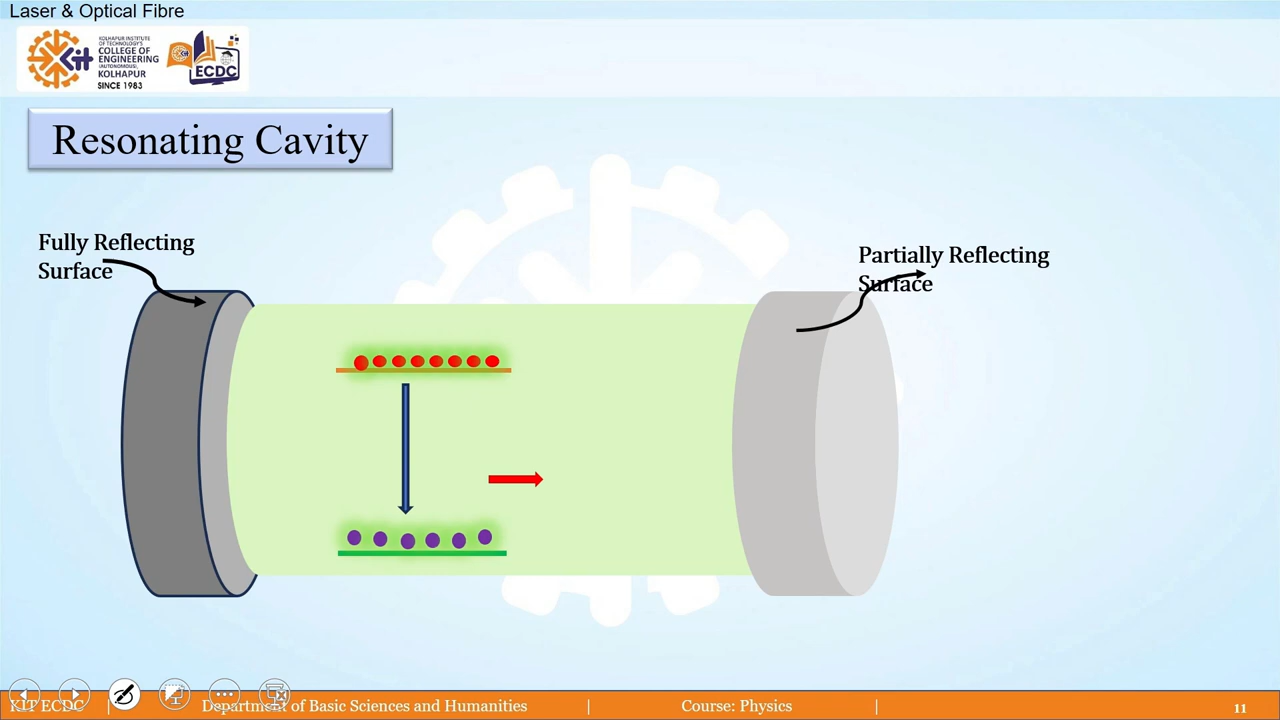 Laser & Optical Fibre
KOLHAPUR INSTITUTE
OF TECHNOLOGY'S
COLLEGE OF
ENGINEERING
(AUTONOMOUS),
KOLHAPUR
SINCE 1983
Kit
ECDC
Resonating Cavity
Fully Reflecting
Surface
Partially Reflecting
Surface
KIT ECDC | Department of Basic Sciences and Humanities | Course: Physics | 11